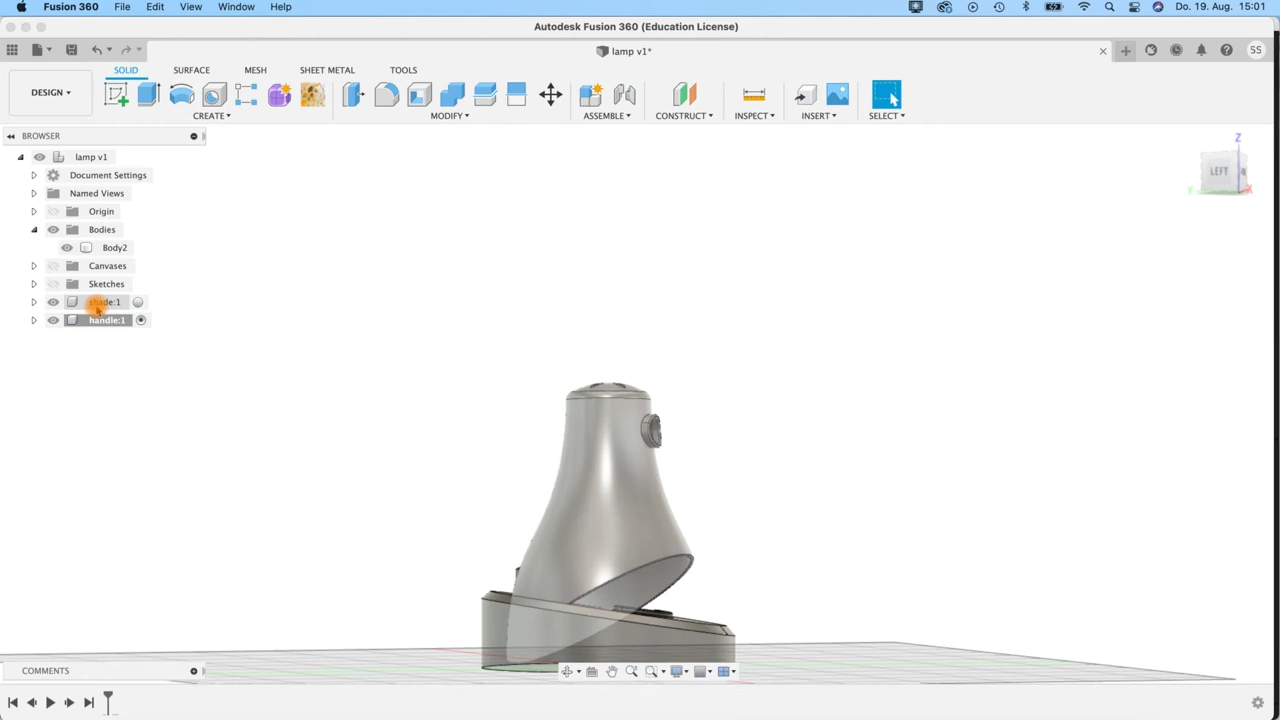 Fusion 360 File Edit View Window Help Do. 19. Aug. 15:01
Autodesk Fusion 360 (Education License)
lamp v1* SS
SOLID SURFACE MESH SHEET METAL TOOLS
DESIGN ▾
CREATE ▾ MODIFY ▾ ASSEMBLE ▾ CONSTRUCT ▾ INSPECT ▾ INSERT ▾ SELECT ▾
BROWSER
lamp v1
Document Settings
Named Views
Origin
Bodies
Body2
Canvases
Sketches
shade:1
handle:1
Z
LEFT
Y X
COMMENTS